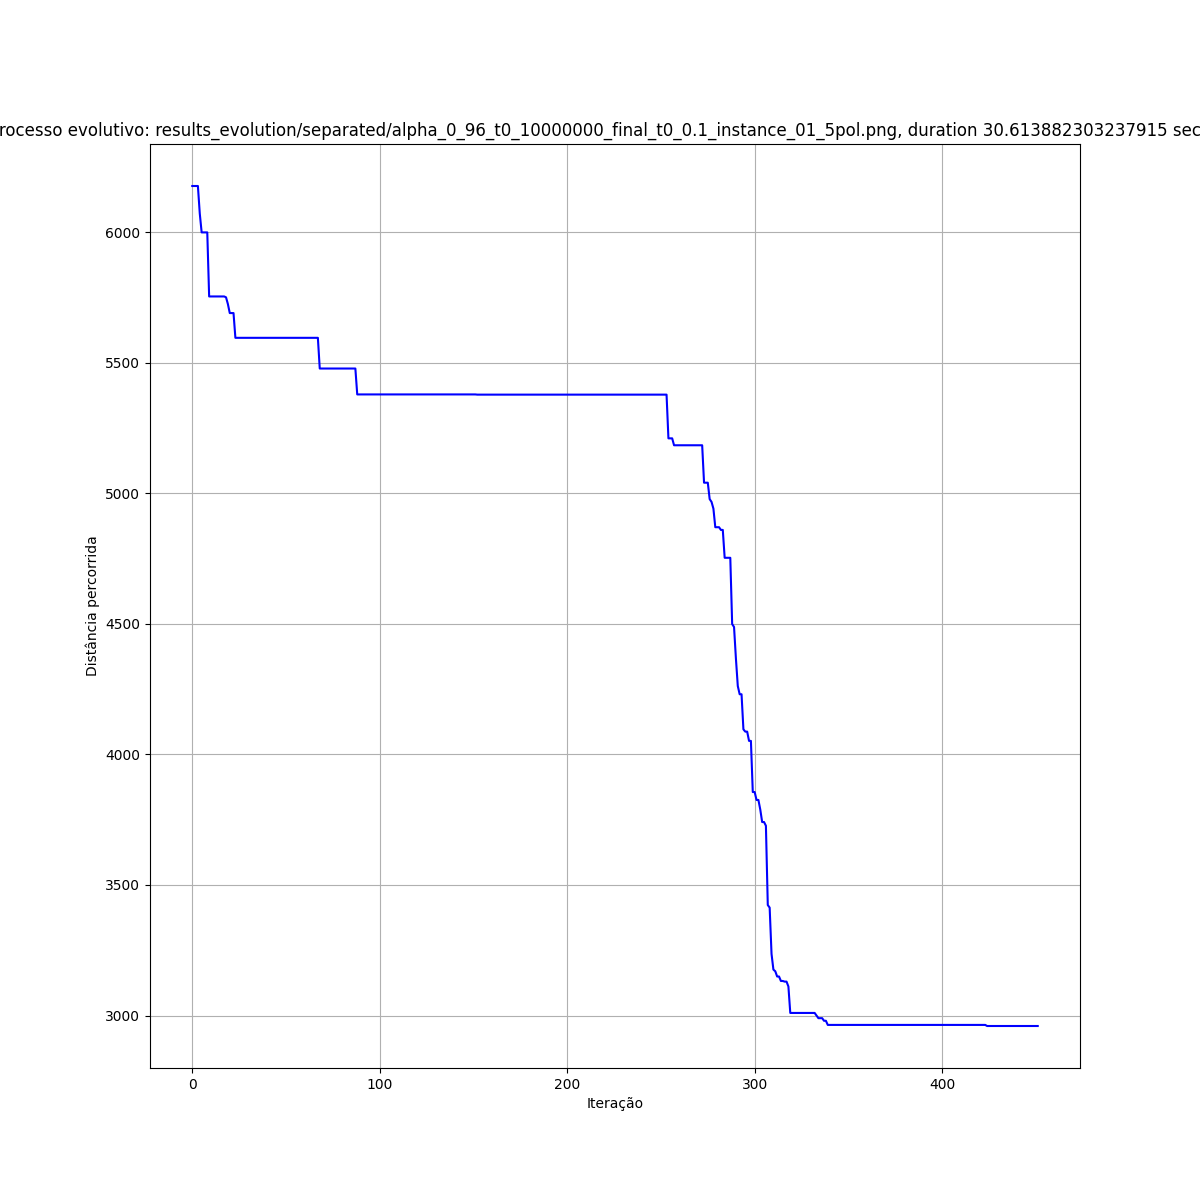 rocesso evolutivo: results_evolution/separated/alpha_0_96_t0_10000000_final_t0_0.1_instance_01_5pol.png, duration 30.613882303237915 sec
6000
5500
5000
4500
4000
3500
3000
Distância percorrida
0 100 200 300 400
Iteração